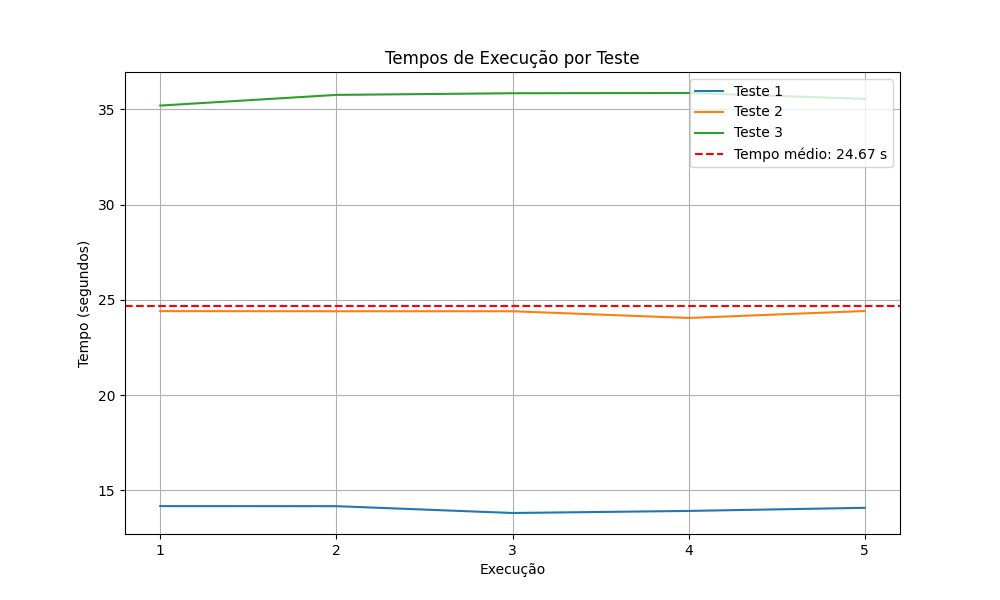 Tempos de Execução por Teste
Tempo (segundos)
35
30
25
20
15
Teste 1
Teste 2
Teste 3
Tempo médio: 24.67 s
1 2 3 4 5
Execução